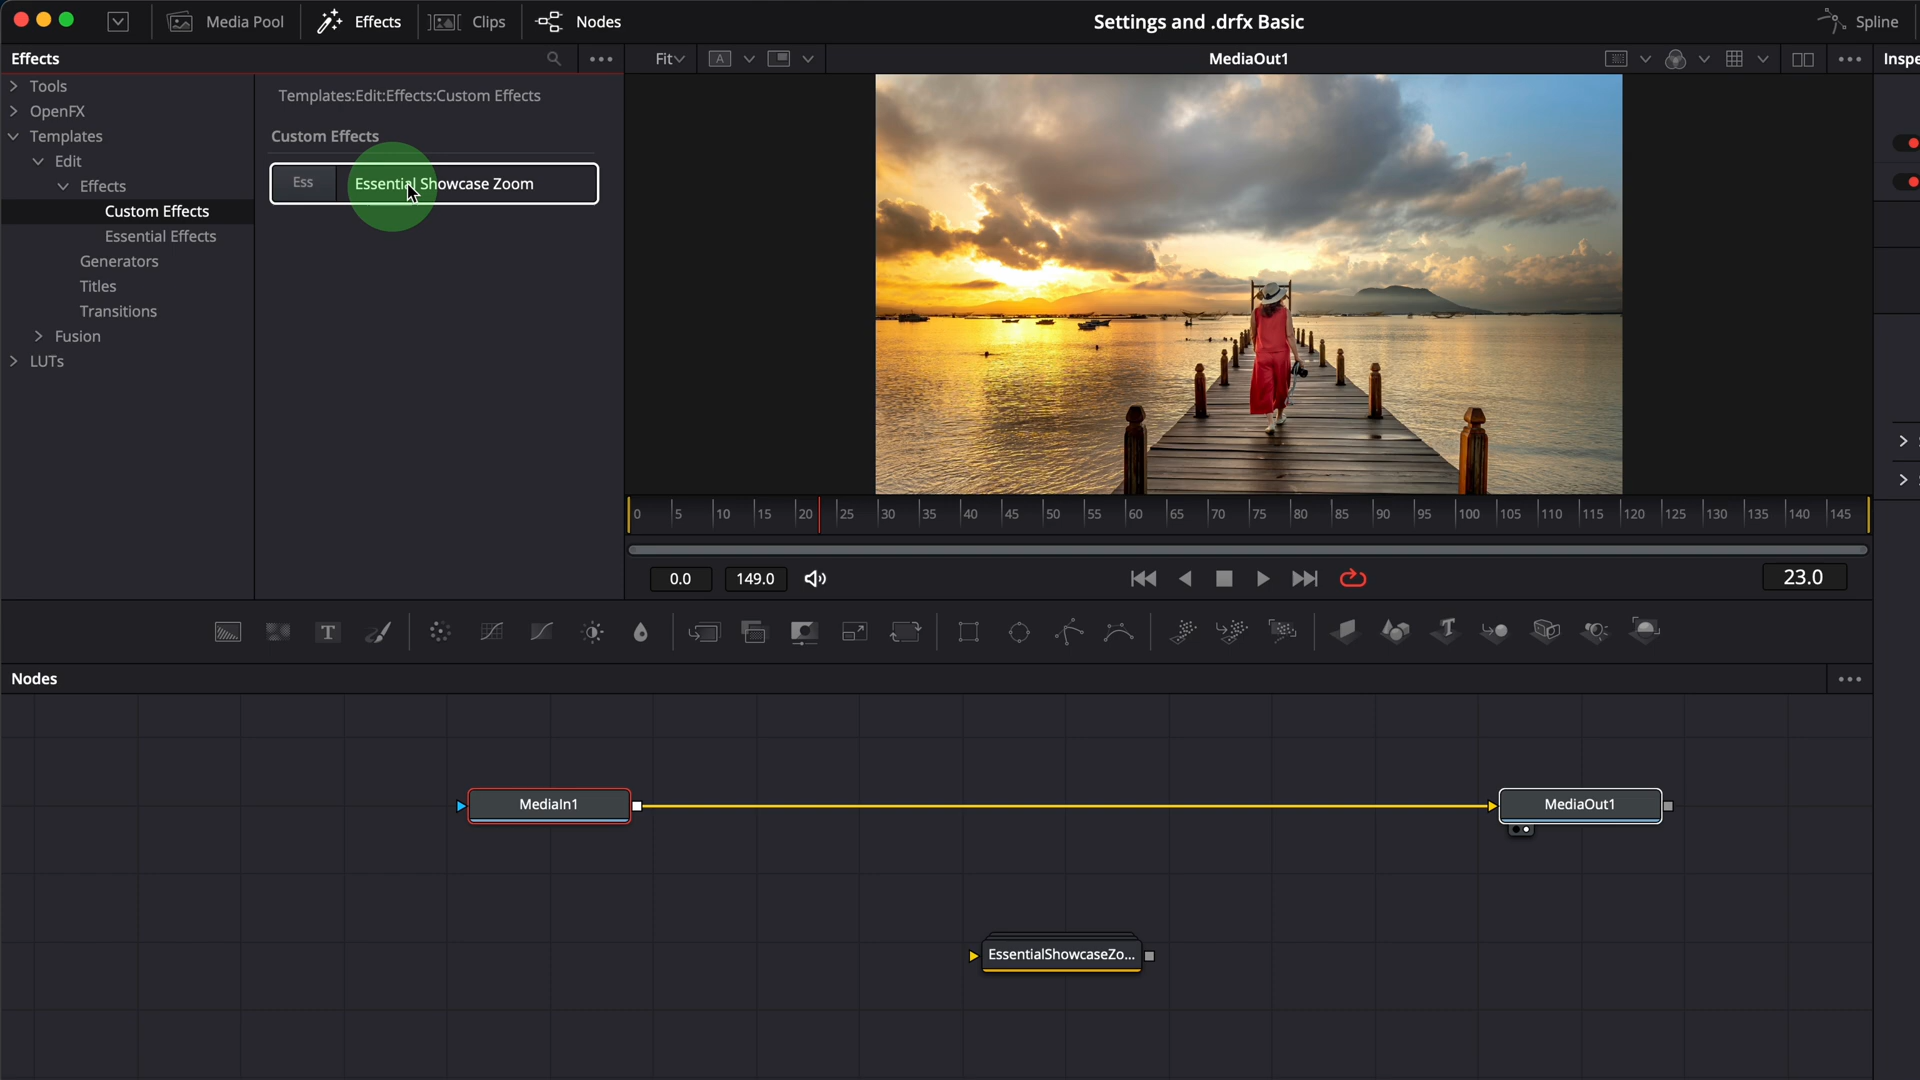 Media Pool
Effects
Clips
Nodes
Settings and .drfx Basic
Spline
Effects
Fit
A
MediaOut1
Inspe
Tools
OpenFX
Templates
Edit
Effects
Custom Effects
Essential Effects
Generators
Titles
Transitions
Fusion
LUTs
Templates:Edit:Effects:Custom Effects
Custom Effects
Ess
Essential Showcase Zoom
0 5 10 15 20 25 30 35 40 45 50 55 60 65 70 75 80 85 90 95 100 105 110 115 120 125 130 135 140 145
0.0
149.0
23.0
T
Nodes
MediaIn1
MediaOut1
EssentialShowcaseZo...